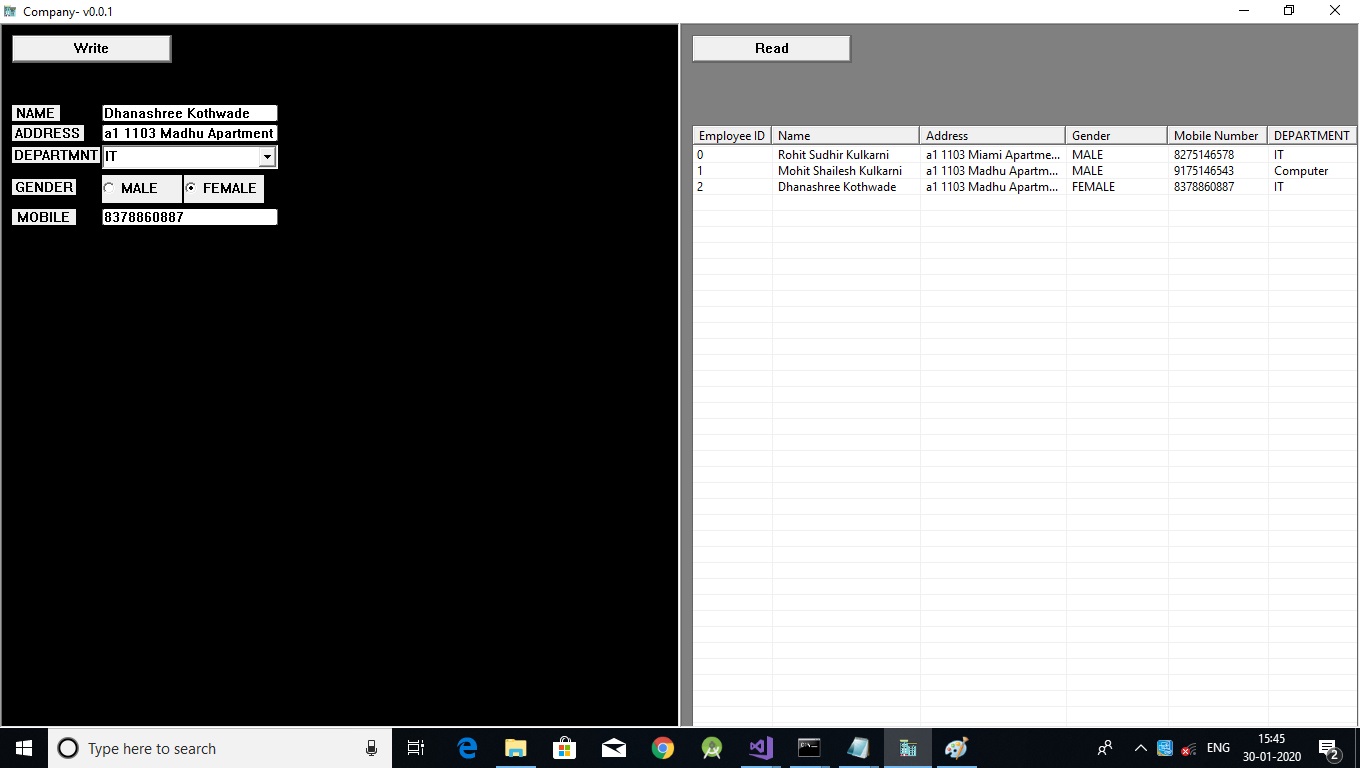 Company- v0.0.1
Write
NAME Dhanashree Kothwade
ADDRESS a1 1103 Madhu Apartment
DEPARTMNT IT
GENDER MALE FEMALE
MOBILE 8378860887
Read
Employee ID Name Address Gender Mobile Number DEPARTMENT
0 Rohit Sudhir Kulkarni a1 1103 Miami Apartme... MALE 8275146578 IT
1 Mohit Shailesh Kulkarni a1 1103 Madhu Apartm... MALE 9175146543 Computer
2 Dhanashree Kothwade a1 1103 Madhu Apartm... FEMALE 8378860887 IT
Type here to search
ENG
15:45
30-01-2020
2